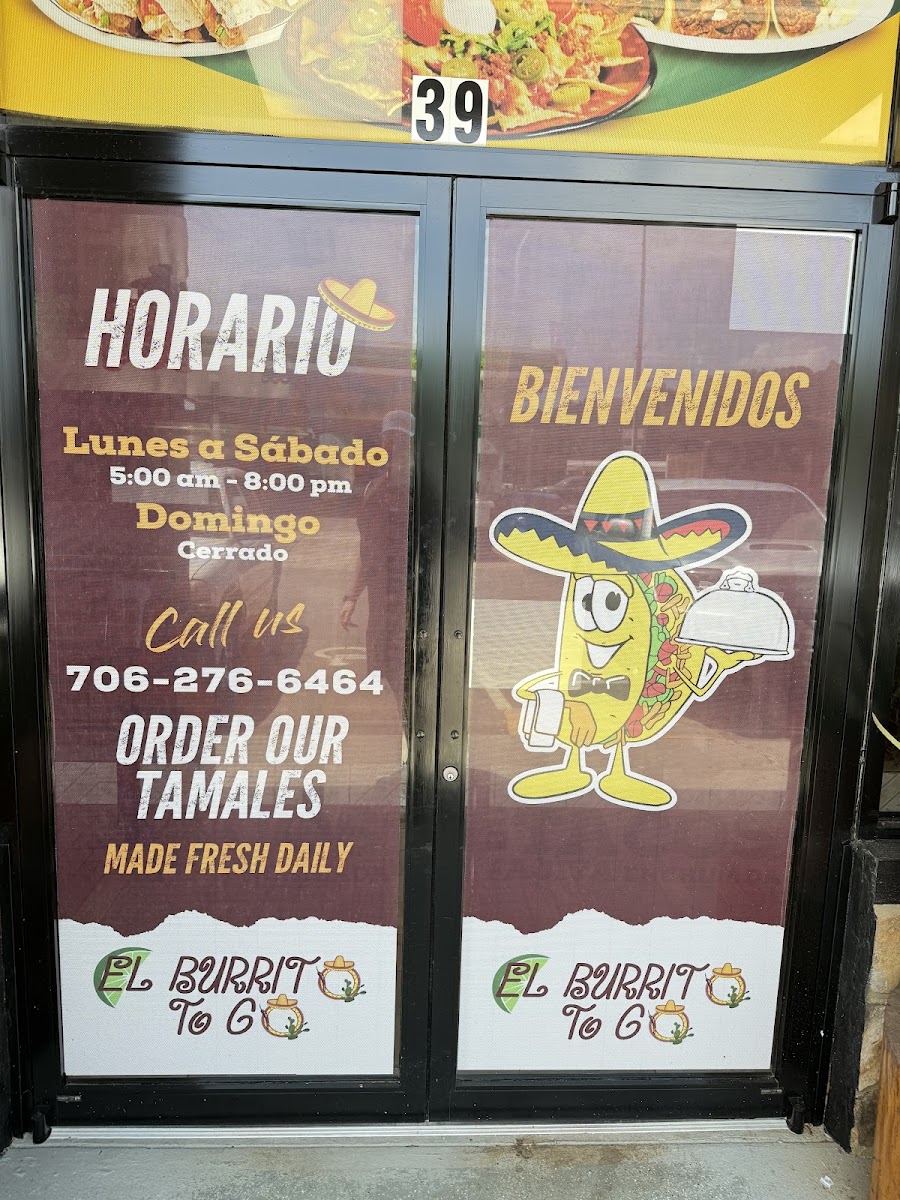 39
HORARIO
Lunes a Sábado
5:00 am - 8:00 pm
Domingo
Cerrado
Call us
706-276-6464
ORDER OUR
TAMALES
MADE FRESH DAILY
EL BURRITO
To GO
BIENVENIDOS
EL BURRITO
To GO